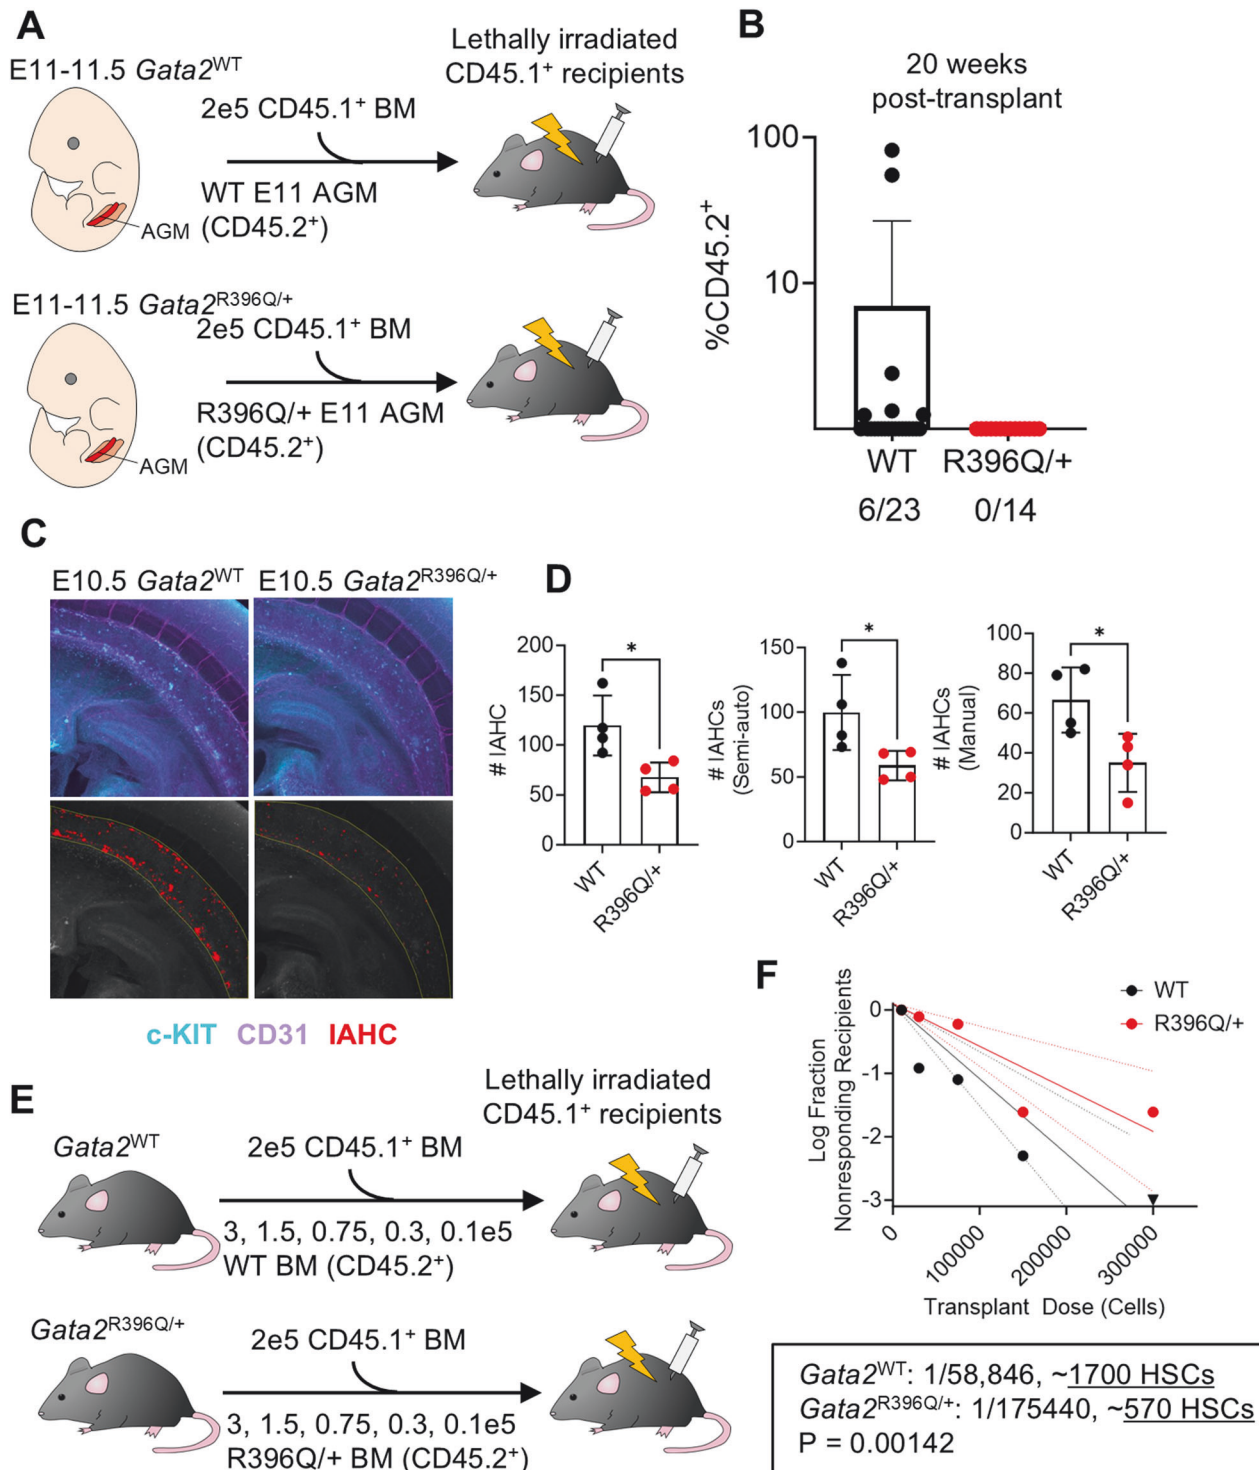 A
E11-11.5 Gata2WT
2e5 CD45.1+ BM
WT E11 AGM
(CD45.2+)
AGM
Lethally irradiated
CD45.1+ recipients
E11-11.5 Gata2R396Q/+
2e5 CD45.1+ BM
R396Q/+ E11 AGM
(CD45.2+)
AGM
B
20 weeks
post-transplant
%CD45.2+
100
10
WT R396Q/+
6/23 0/14
C
E10.5 Gata2WT E10.5 Gata2R396Q/+
c-KIT CD31 IAHC
D
# IAHC
200
150
100
50
0
WT
R396Q/+
*
# IAHCs
(Semi-auto)
150
100
50
0
WT
R396Q/+
*
# IAHCs
(Manual)
100
80
60
40
20
0
WT
R396Q/+
*
E
Gata2WT
2e5 CD45.1+ BM
3, 1.5, 0.75, 0.3, 0.1e5
WT BM (CD45.2+)
Lethally irradiated
CD45.1+ recipients
Gata2R396Q/+
2e5 CD45.1+ BM
3, 1.5, 0.75, 0.3, 0.1e5
R396Q/+ BM (CD45.2+)
F
Log Fraction
Nonresponding Recipients
0
-1
-2
-3
0
100000
200000
300000
Transplant Dose (Cells)
WT
R396Q/+
Gata2WT: 1/58,846, ~1700 HSCs
Gata2R396Q/+: 1/175440, ~570 HSCs
P = 0.00142